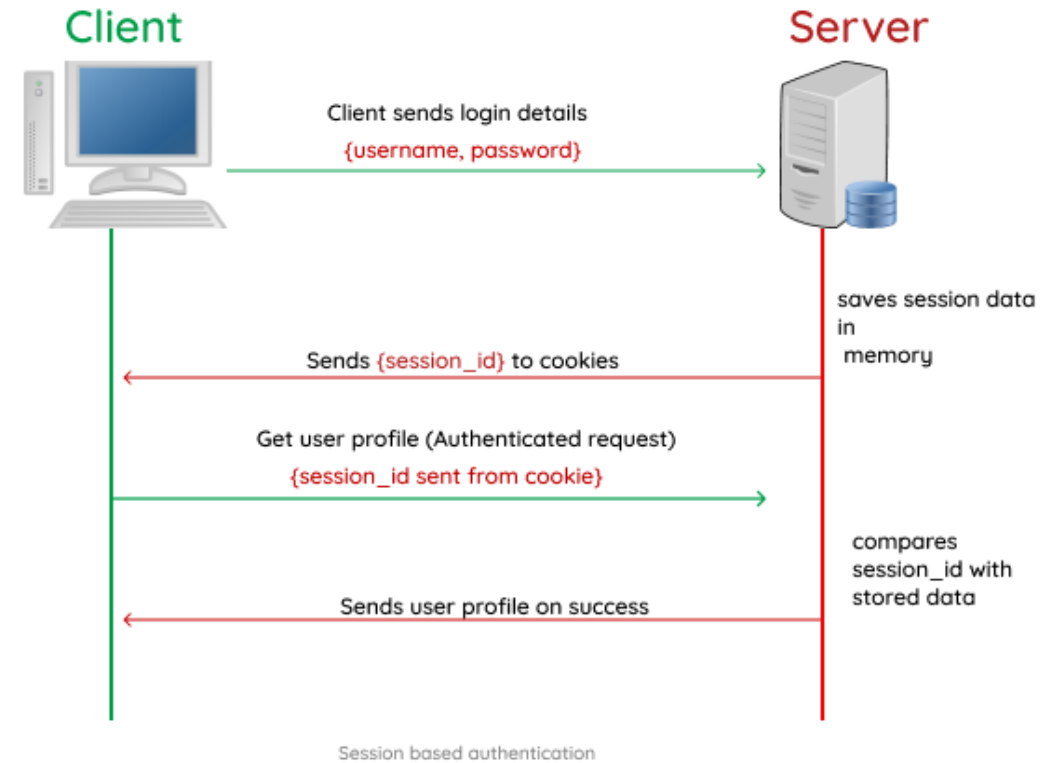 Client
Server
Client sends login details
{username, password}
saves session data
in
memory
Sends {session_id} to cookies
Get user profile (Authenticated request)
{session_id sent from cookie}
compares
session_id with
stored data
Sends user profile on success
Session based authentication